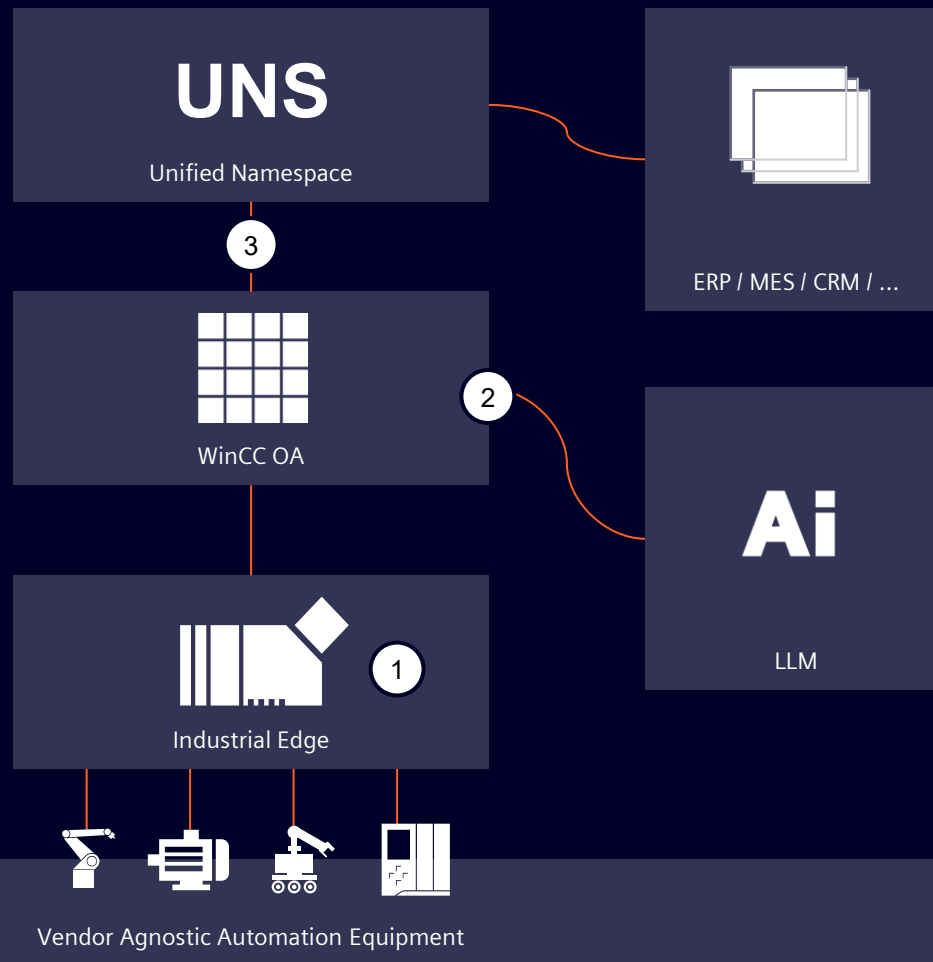 UNS
Unified Namespace
3
ERP / MES / CRM / ...
2
WinCC OA
Ai
LLM
1
Industrial Edge
Vendor Agnostic Automation Equipment